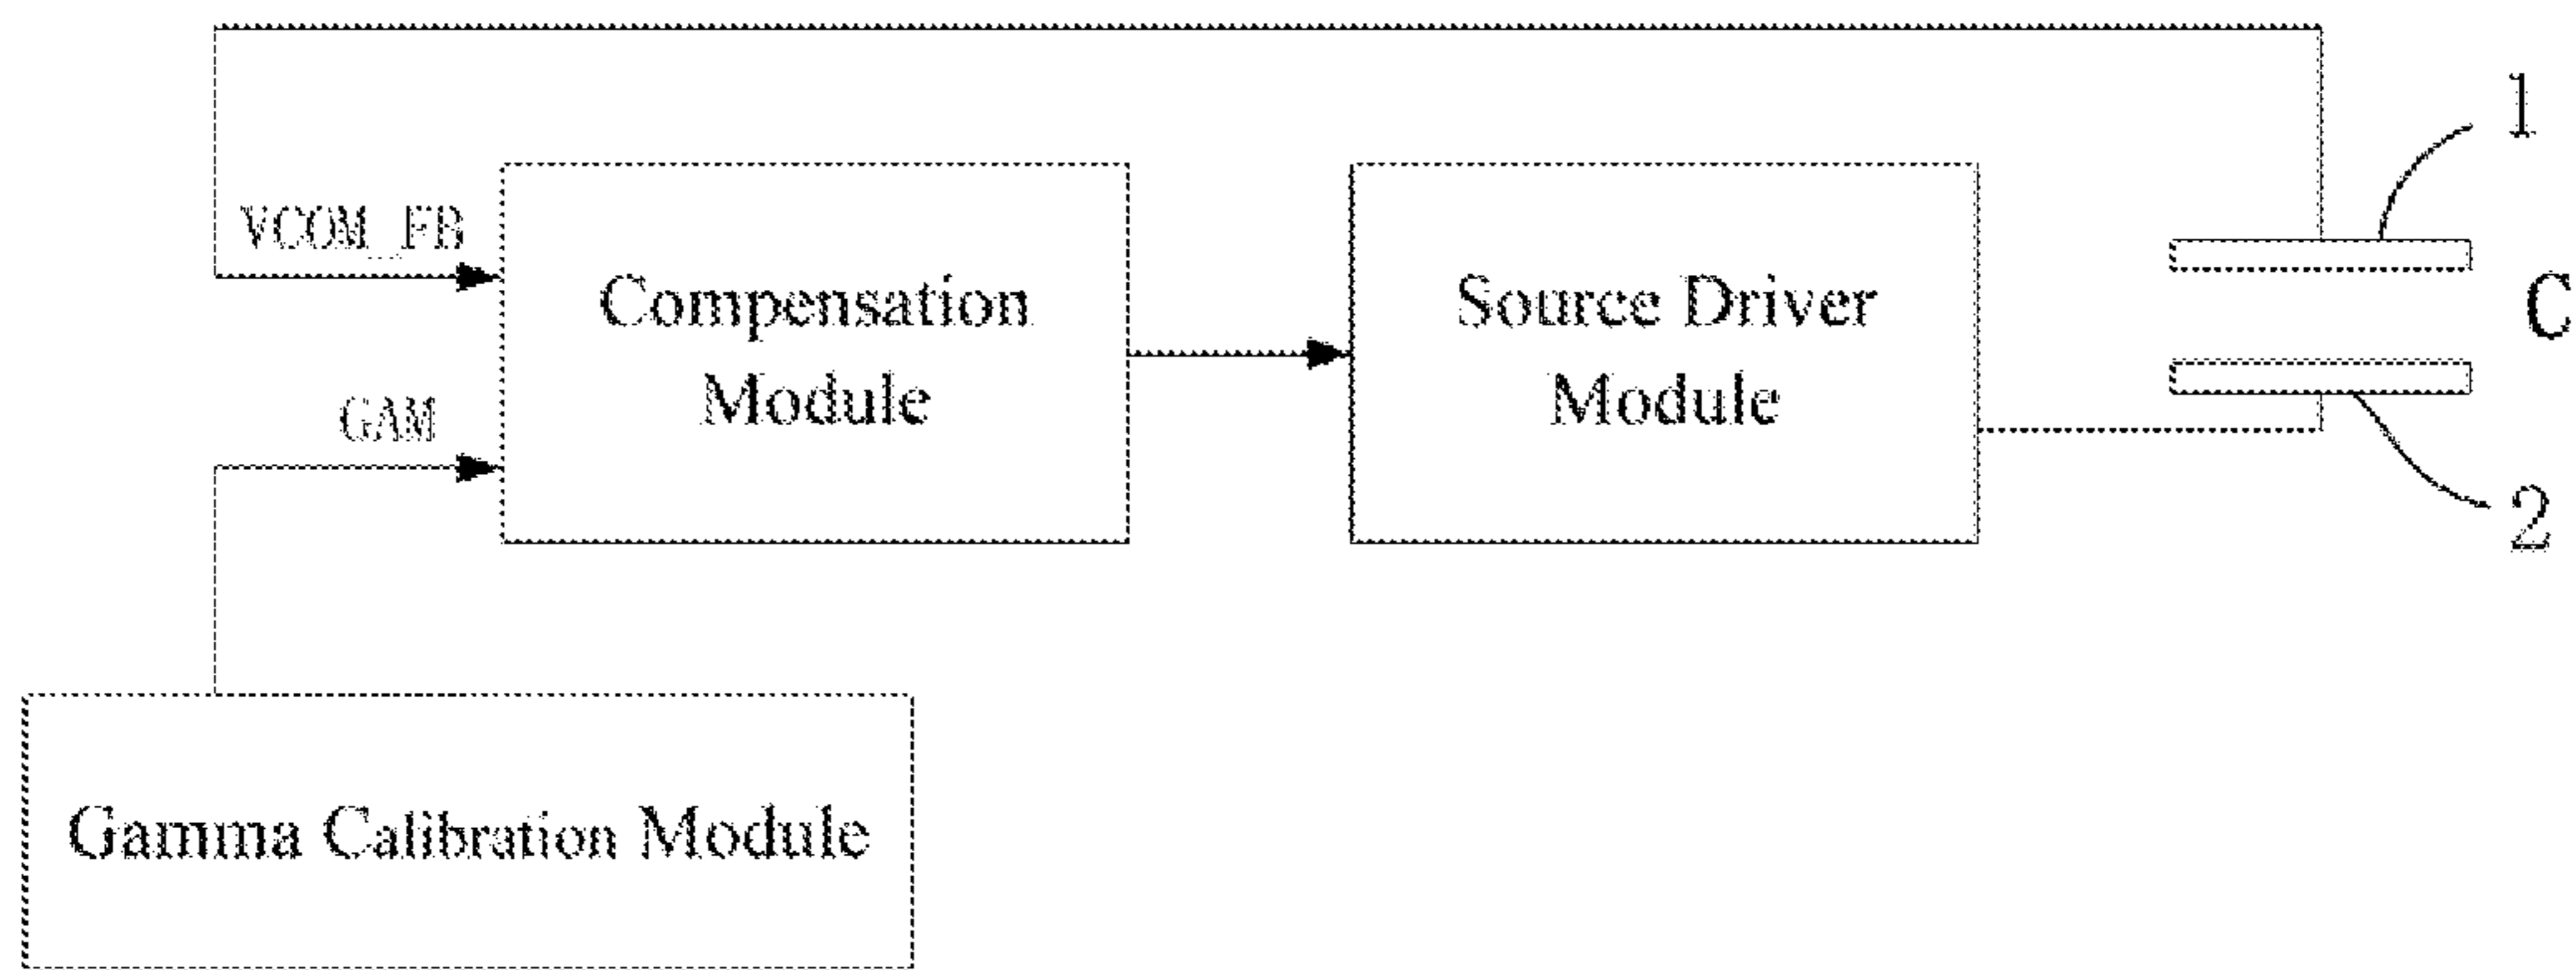 1
VCOM_FB
Compensation
Module
Source Driver
Module
C
GAM
2
Gamma Calibration Module